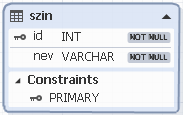 szin
id INT NOT NULL
nev VARCHAR NOT NULL
Constraints
PRIMARY